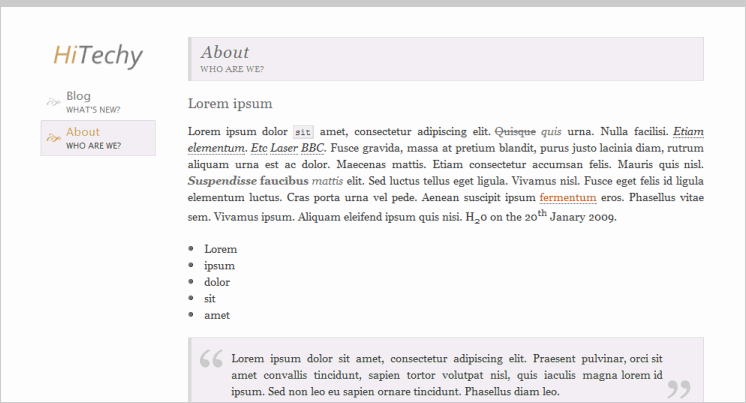 HiTechy
Blog
WHAT'S NEW?
About
WHO ARE WE?
About
WHO ARE WE?
Lorem ipsum
Lorem ipsum dolor sit amet, consectetur adipiscing elit. Quisque quis urna. Nulla facilisi. Etiam
elementum. Etc Laser BBC. Fusce gravida, massa at pretium blandit, purus justo lacinia diam, rutrum
aliquam urna est ac dolor. Maecenas mattis. Etiam consectetur accumsan felis. Mauris quis nisl.
Suspendisse faucibus mattis elit. Sed luctus tellus eget ligula. Vivamus nisl. Fusce eget felis id ligula
elementum luctus. Cras porta urna vel pede. Aenean suscipit ipsum fermentum eros. Phasellus vitae
sem. Vivamus ipsum. Aliquam eleifend ipsum quis nisi. H2O on the 20th Janary 2009.
Lorem
ipsum
dolor
sit
amet
“ Lorem ipsum dolor sit amet, consectetur adipiscing elit. Praesent pulvinar, orci sit
amet convallis tincidunt, sapien tortor volutpat nisl, quis iaculis magna lorem id
ipsum. Sed non leo eu sapien ornare tincidunt. Phasellus diam leo. ”